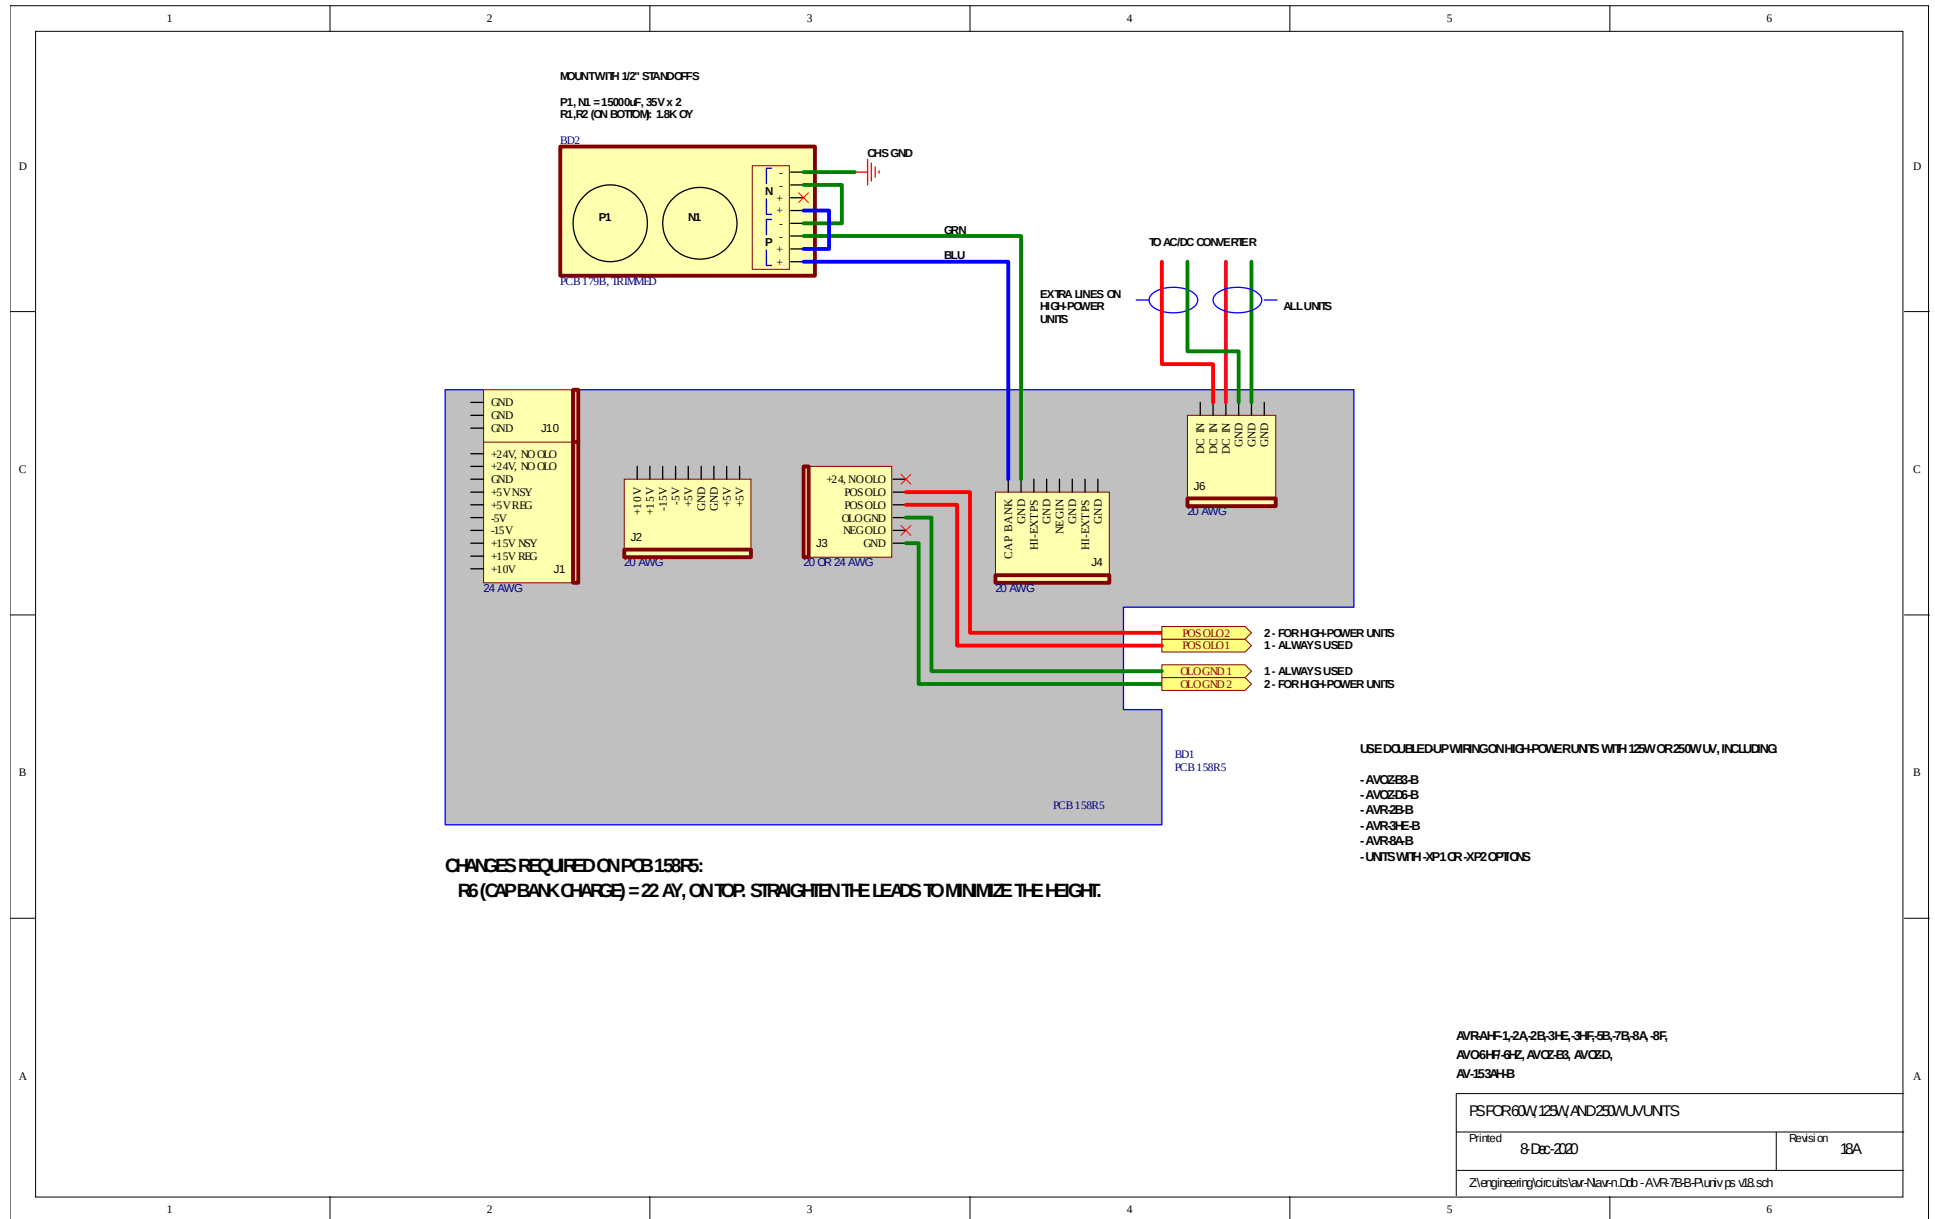 1 2 3 4 5 6
MOUNT WITH 1/2" STANDOFFS
P1, N1 = 15000uF, 35V x 2
R1,R2 (ON BOTTOM): 1.8K OY
BD2
P1
N1
N
P
-
-
+
+
-
-
+
+
PCB 179B, TRIMMED
CHS GND
GRN
BLU
TO AC/DC CONVERTER
EXTRA LINES ON
HIGH-POWER
UNITS
ALL UNITS
D
D
C
C
B
B
A
A
GND
GND
GND
J10
+24V, NO OLO
+24V, NO OLO
GND
+5V NSY
+5V REG
-5V
-15V
+15V NSY
+15V REG
+10V
J1
24 AWG
+10V
+15V
-15V
-5V
+5V
GND
GND
+5V
+5V
J2
20 AWG
+24, NO OLO
POS OLO
POS OLO
OLO GND
NEG OLO
GND
J3
20 OR 24 AWG
CAP BANK
GND
HI-EXT PS
GND
NEG IN
GND
HI-EXT PS
GND
J4
20 AWG
DC IN
DC IN
DC IN
GND
GND
GND
J6
20 AWG
POS OLO 2
2 - FOR HIGH-POWER UNITS
POS OLO 1
1 - ALWAYS USED
OLO GND 1
1 - ALWAYS USED
OLO GND 2
2 - FOR HIGH-POWER UNITS
BD1
PCB 158R5
PCB 158R5
USE DOUBLED-UP WIRING ON HIGH-POWER UNITS WITH 125W OR 250W UV, INCLUDING:
- AVOZ-B3-B
- AVOZ-D6-B
- AVR-2B-B
- AVR-3HE-B
- AVR-8A-B
- UNITS WITH -XP1 OR -XP2 OPTIONS
CHANGES REQUIRED ON PCB 158R5:
R6 (CAP BANK CHARGE) = 22 AY, ON TOP. STRAIGHTEN THE LEADS TO MINIMIZE THE HEIGHT.
AVR-AHF-1,-2A,-2B,-3HE,-3HF,-5B,-7B,-8A, -8F,
AVO-6HF/-6HZ, AVOZ-B3, AVOZ-D,
AV-153AH-B
PS FOR 60W, 125W, AND 250W UV UNITS
Printed 8-Dec-2020
Revision 18A
Z:\engineering\circuits\avr-N\avr-n.Ddb - AVR-7B-B-P\univ ps v18.sch
1 2 3 4 5 6